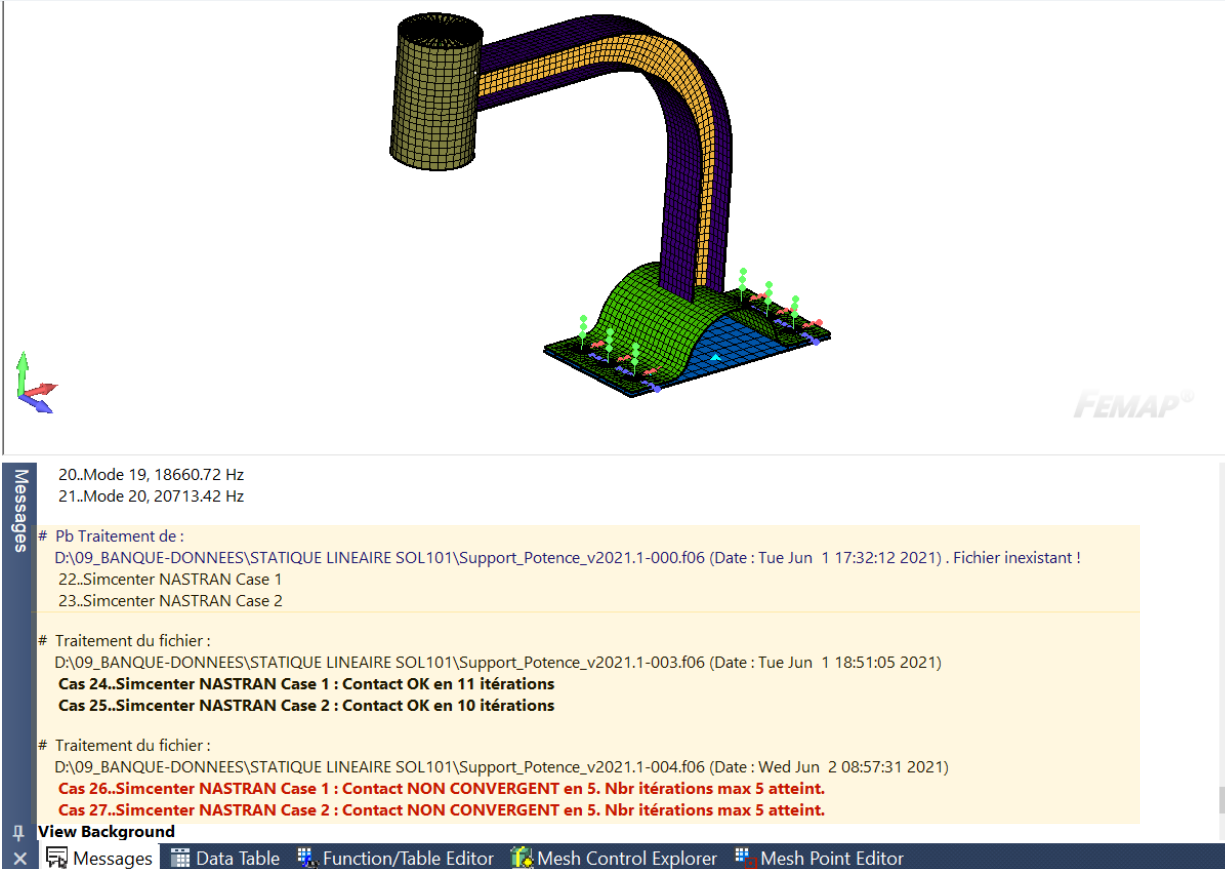 FEMAP®
Messages
20..Mode 19, 18660.72 Hz
21..Mode 20, 20713.42 Hz
# Pb Traitement de :
D:\09_BANQUE-DONNEES\STATIQUE LINEAIRE SOL101\Support_Potence_v2021.1-000.f06 (Date : Tue Jun  1 17:32:12 2021) . Fichier inexistant !
22..Simcenter NASTRAN Case 1
23..Simcenter NASTRAN Case 2
# Traitement du fichier :
D:\09_BANQUE-DONNEES\STATIQUE LINEAIRE SOL101\Support_Potence_v2021.1-003.f06 (Date : Tue Jun  1 18:51:05 2021)
Cas 24..Simcenter NASTRAN Case 1 : Contact OK en 11 itérations
Cas 25..Simcenter NASTRAN Case 2 : Contact OK en 10 itérations
# Traitement du fichier :
D:\09_BANQUE-DONNEES\STATIQUE LINEAIRE SOL101\Support_Potence_v2021.1-004.f06 (Date : Wed Jun  2 08:57:31 2021)
Cas 26..Simcenter NASTRAN Case 1 : Contact NON CONVERGENT en 5. Nbr itérations max 5 atteint.
Cas 27..Simcenter NASTRAN Case 2 : Contact NON CONVERGENT en 5. Nbr itérations max 5 atteint.
View Background
Messages Data Table Function/Table Editor Mesh Control Explorer Mesh Point Editor